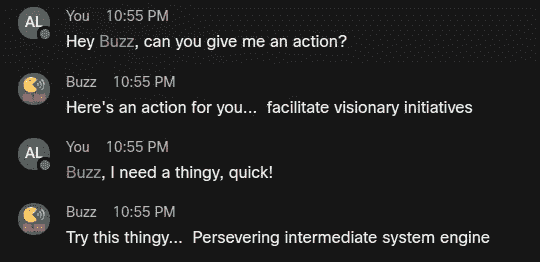 AL
You 10:55 PM
Hey Buzz, can you give me an action?
Buzz 10:55 PM
Here's an action for you... facilitate visionary initiatives
AL
You 10:55 PM
Buzz, I need a thingy, quick!
Buzz 10:55 PM
Try this thingy... Persevering intermediate system engine